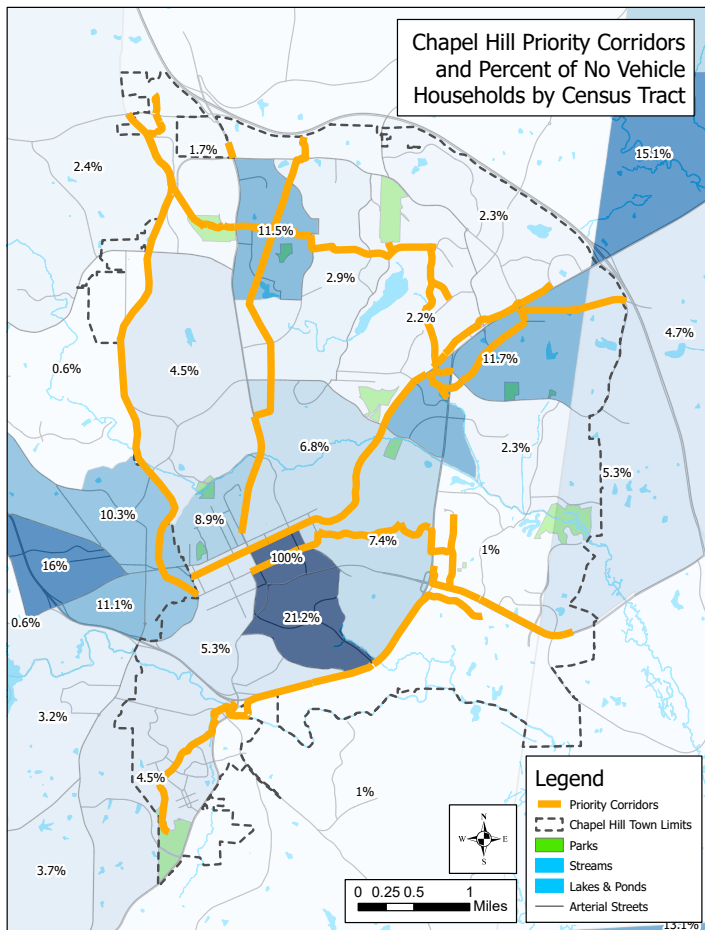 Chapel Hill Priority Corridors
and Percent of No Vehicle
Households by Census Tract
15.1%
1.7%
2.4%
2.3%
11.5%
2.9%
2.2%
4.7%
11.7%
0.6%
4.5%
2.3%
6.8%
5.3%
10.3%
8.9%
7.4%
1%
100%
16%
11.1%
21.2%
0.6%
5.3%
3.2%
4.5%
1%
3.7%
Legend
Priority Corridors
Chapel Hill Town Limits
Parks
Streams
Lakes & Ponds
Arterial Streets
N
W E
S
0 0.25 0.5 1
Miles
13.1%